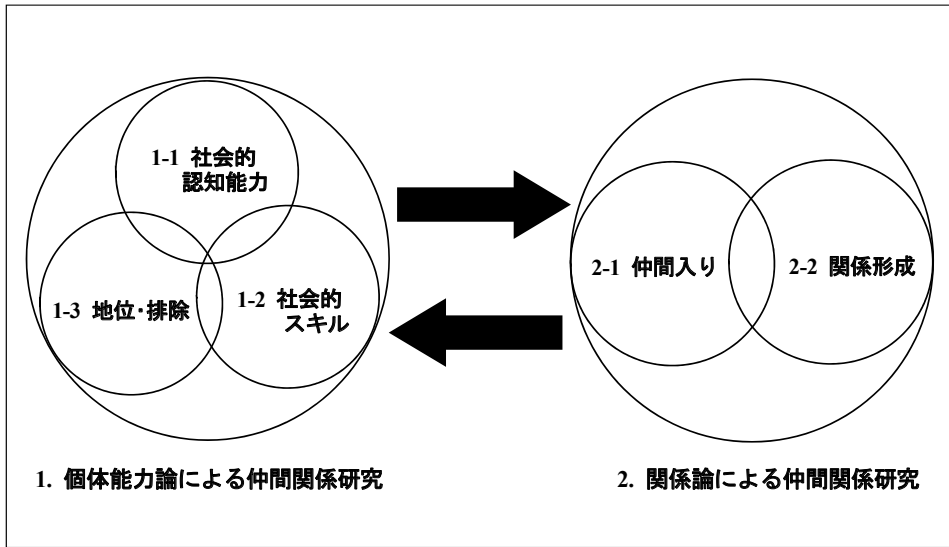 1-1 社会的
認知能力
1-3 地位・排除
1-2 社会的
スキル
2-1 仲間入り
2-2 関係形成
1. 個体能力論による仲間関係研究
2. 関係論による仲間関係研究